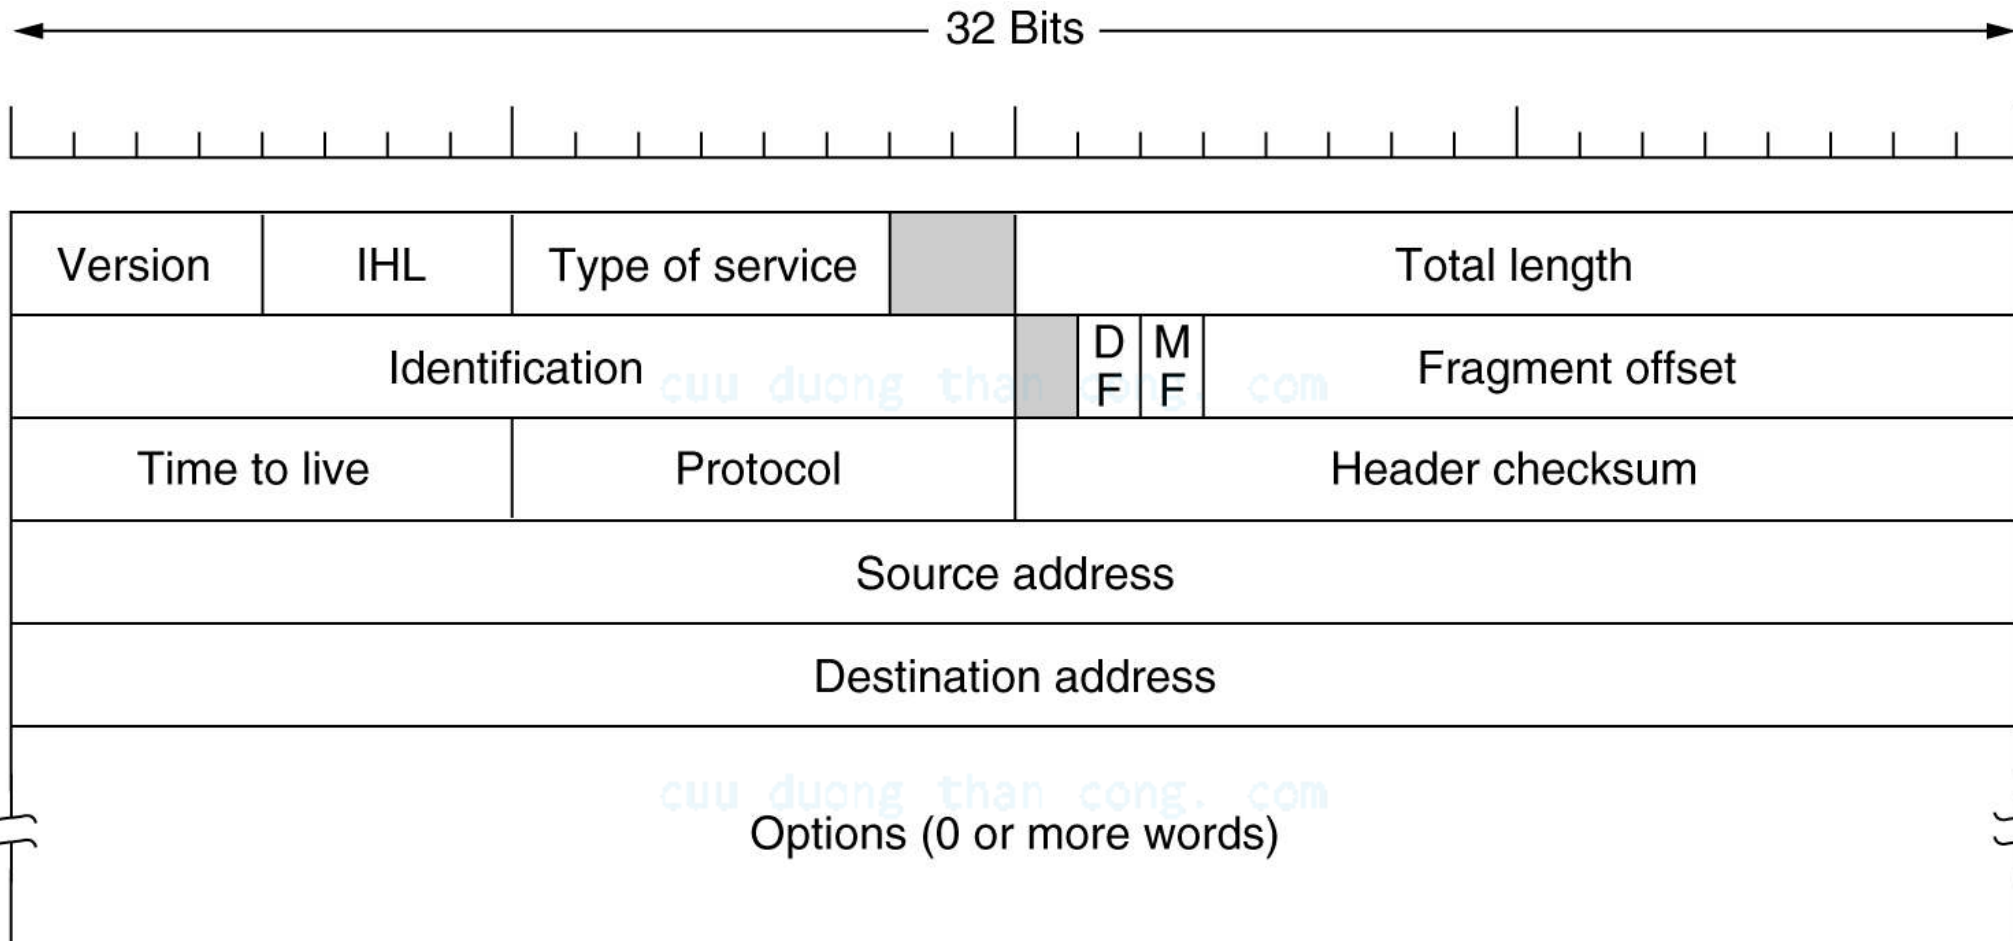 32 Bits
Version IHL Type of service Total length
Identification D F M F Fragment offset
cuu duong than cong. com
Time to live Protocol Header checksum
Source address
Destination address
cuu duong than cong. com
Options (0 or more words)